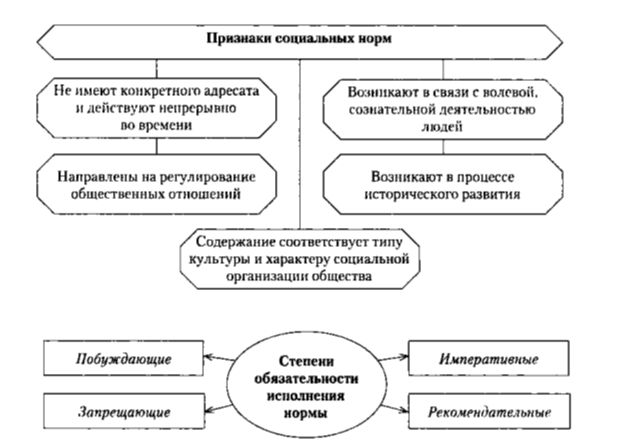 Признаки социальных норм
Не имеют конкретного адресата
и действуют непрерывно
во времени
Возникают в связи с волевой,
сознательной деятельностью
людей
Направлены на регулирование
общественных отношений
Возникают в процессе
исторического развития
Содержание соответствует типу
культуры и характеру социальной
организации общества
Побуждающие
Степени
обязательности
исполнения
нормы
Императивные
Запрещающие
Рекомендательные